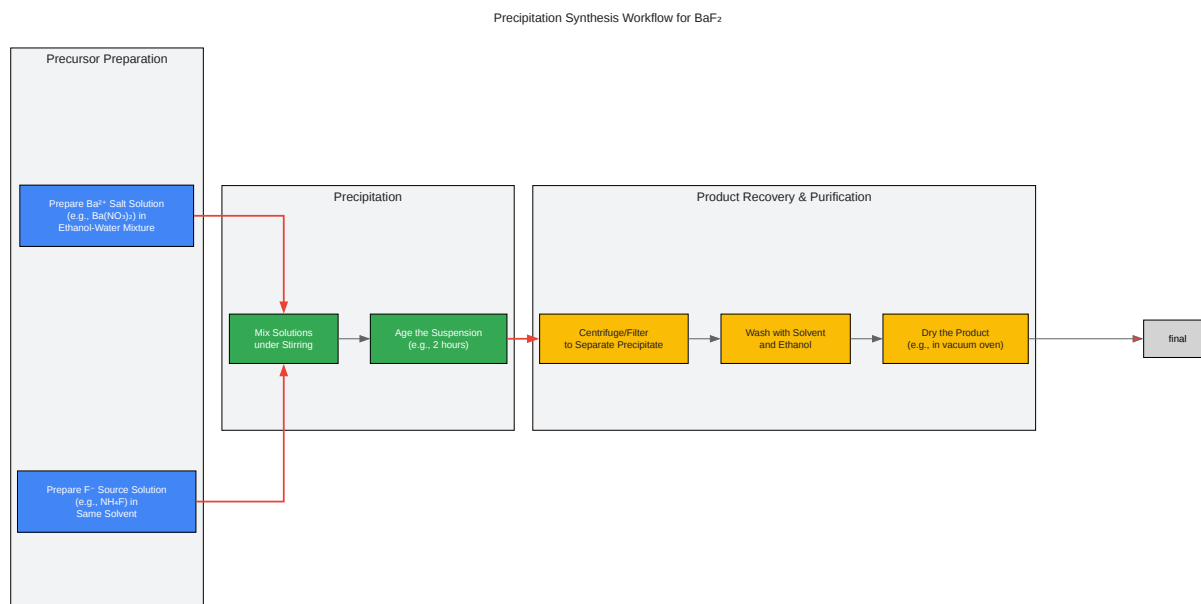 Precipitation Synthesis Workflow for BaF₂
Precursor Preparation
Prepare Ba²⁺ Salt Solution
(e.g., Ba(NO₃)₂) in
Ethanol-Water Mixture
Prepare F⁻ Source Solution
(e.g., NH₄F) in
Same Solvent
Precipitation
Mix Solutions
under Stirring
Age the Suspension
(e.g., 2 hours)
Product Recovery & Purification
Centrifuge/Filter
to Separate Precipitate
Wash with Solvent
and Ethanol
Dry the Product
(e.g., in vacuum oven)
final